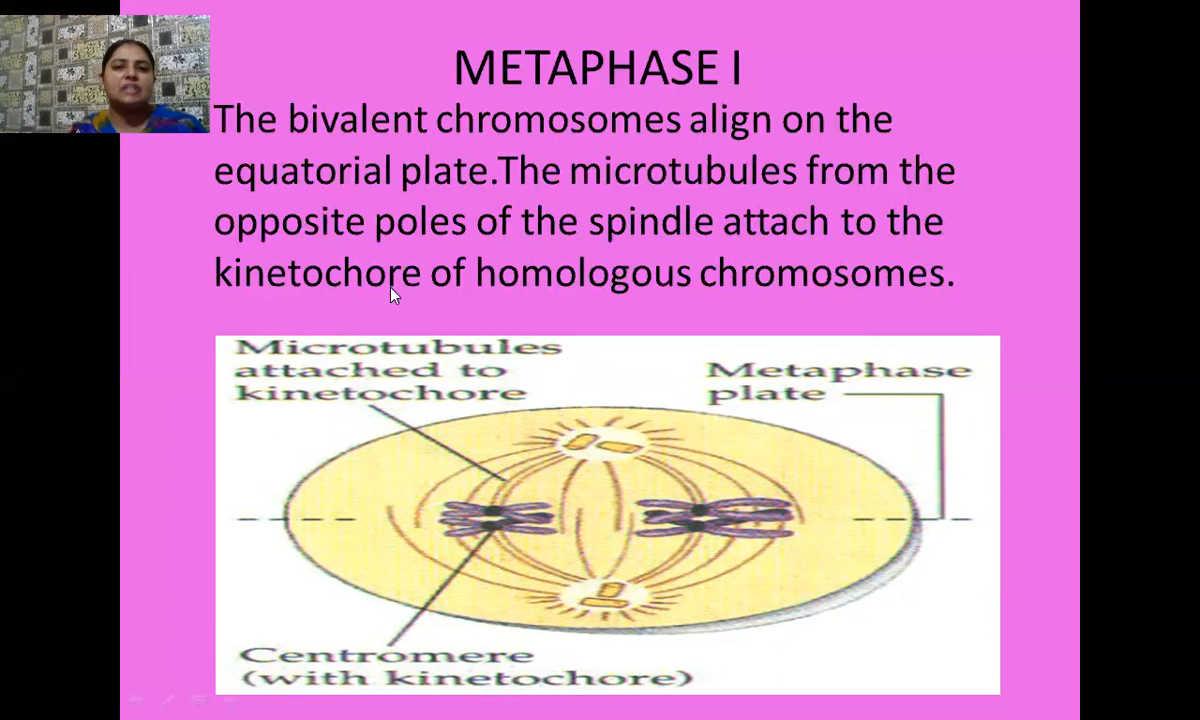 METAPHASE I
The bivalent chromosomes align on the
equatorial plate.The microtubules from the
opposite poles of the spindle attach to the
kinetochore of homologous chromosomes.
Microtubules
attached to
kinetochore
Metaphase
plate
Centromere
(with kinetochore)